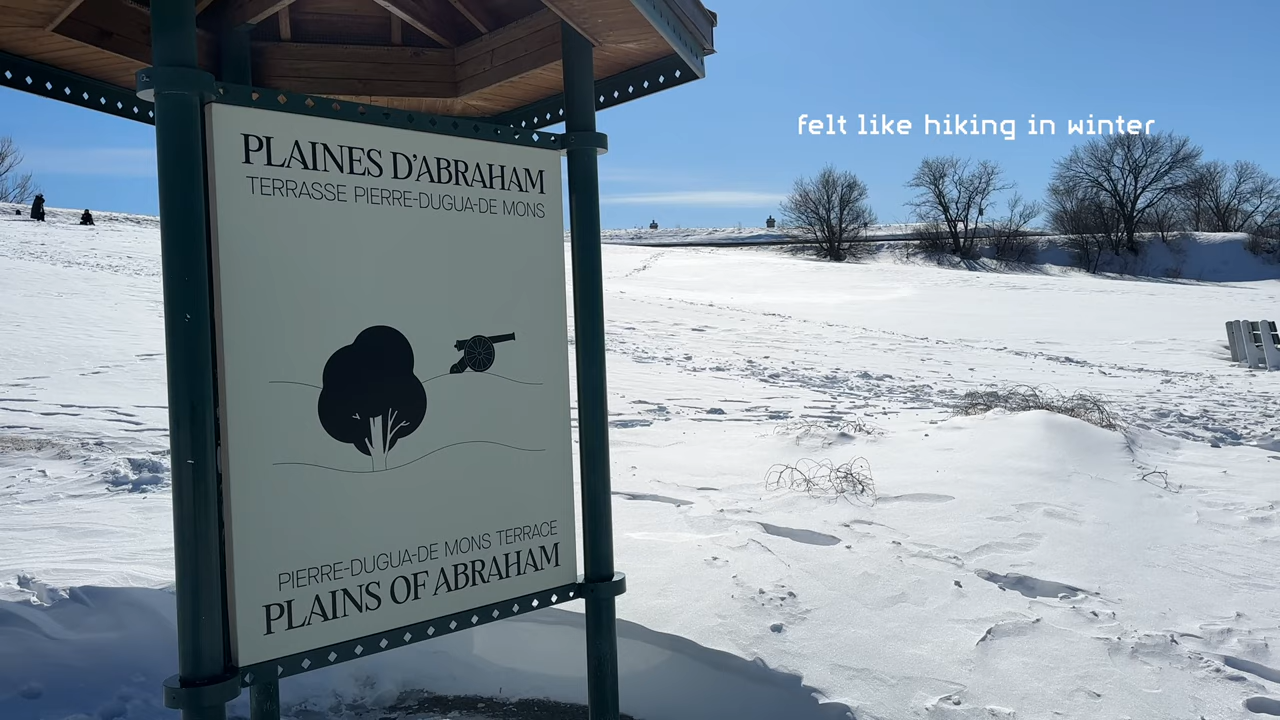 PLAINES D'ABRAHAM
TERRASSE PIERRE-DUGUA-DE MONS
felt like hiking in winter
PIERRE-DUGUA-DE MONS TERRACE
PLAINS OF ABRAHAM